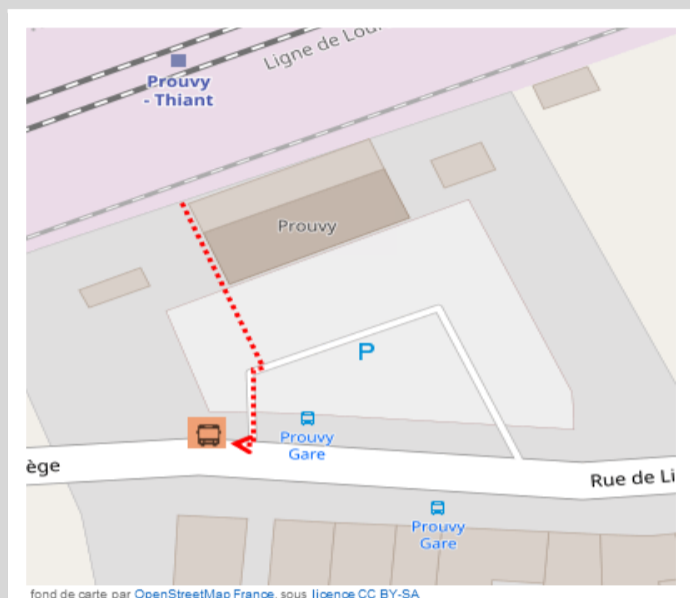 Ligne de Lour
Prouvy
- Thiant
Prouvy
P
Prouvy
Gare
ège
Rue de Li
Prouvy
Gare
fond de carte par OpenStreetMap France, sous licence CC BY-SA